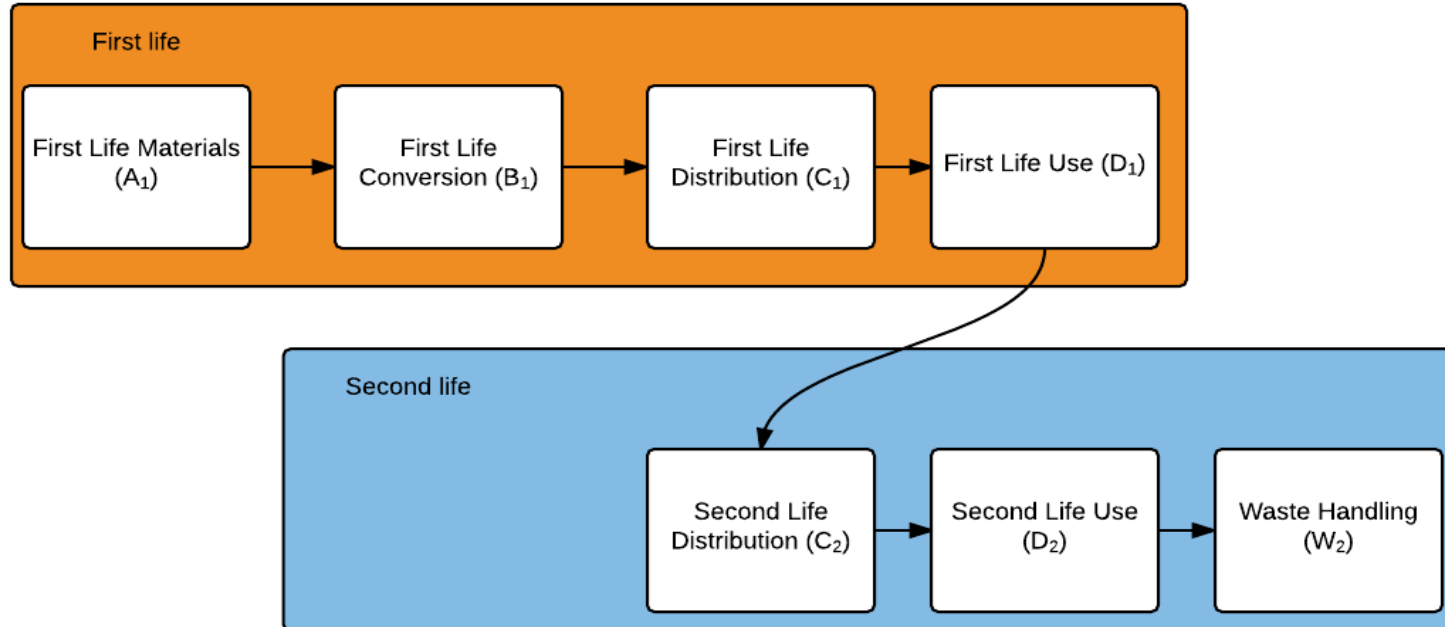 First life
First Life Materials
(A₁)
First Life
Conversion (B₁)
First Life
Distribution (C₁)
First Life Use (D₁)
Second life
Second Life
Distribution (C₂)
Second Life Use
(D₂)
Waste Handling
(W₂)